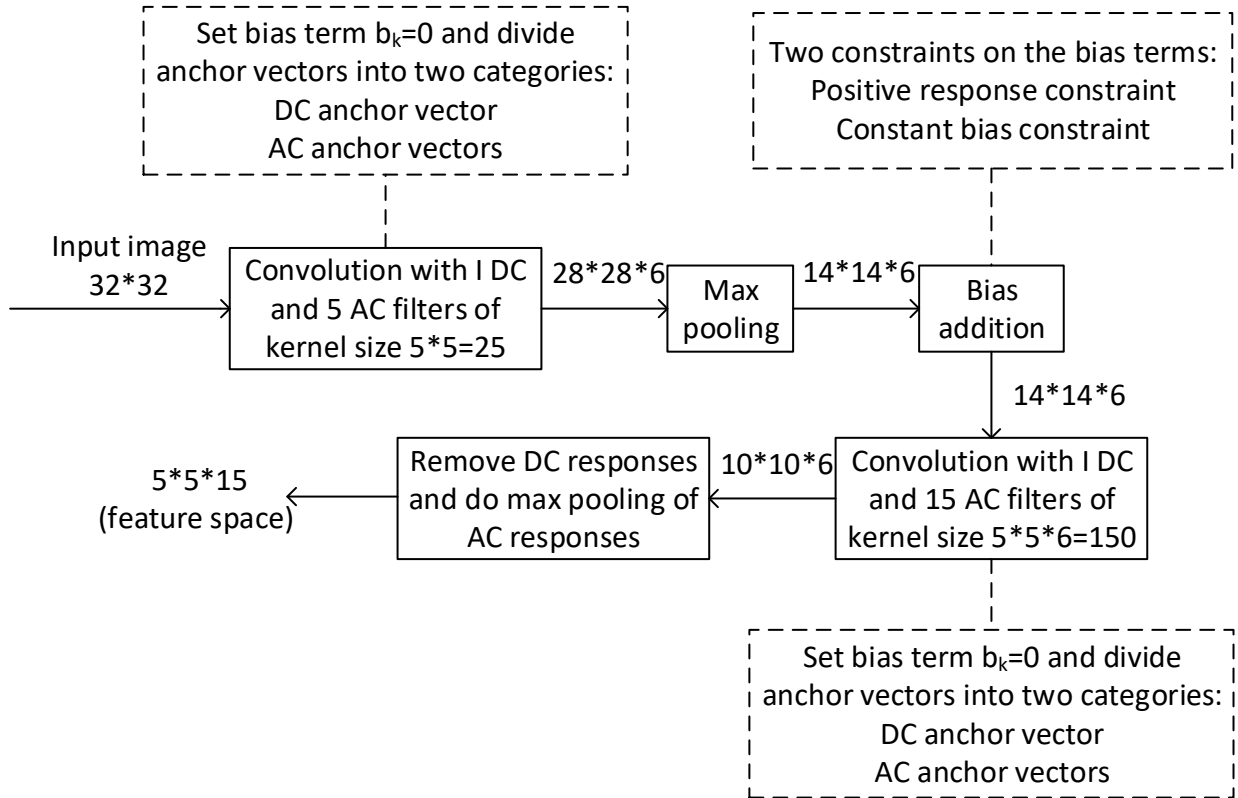 Set bias term bk=0 and divide
anchor vectors into two categories:
DC anchor vector
AC anchor vectors
Two constraints on the bias terms:
Positive response constraint
Constant bias constraint
Input image
32*32
Convolution with I DC
and 5 AC filters of
kernel size 5*5=25
28*28*6
Max
pooling
14*14*6
Bias
addition
14*14*6
Convolution with I DC
and 15 AC filters of
kernel size 5*5*6=150
10*10*6
Remove DC responses
and do max pooling of
AC responses
5*5*15
(feature space)
Set bias term bk=0 and divide
anchor vectors into two categories:
DC anchor vector
AC anchor vectors